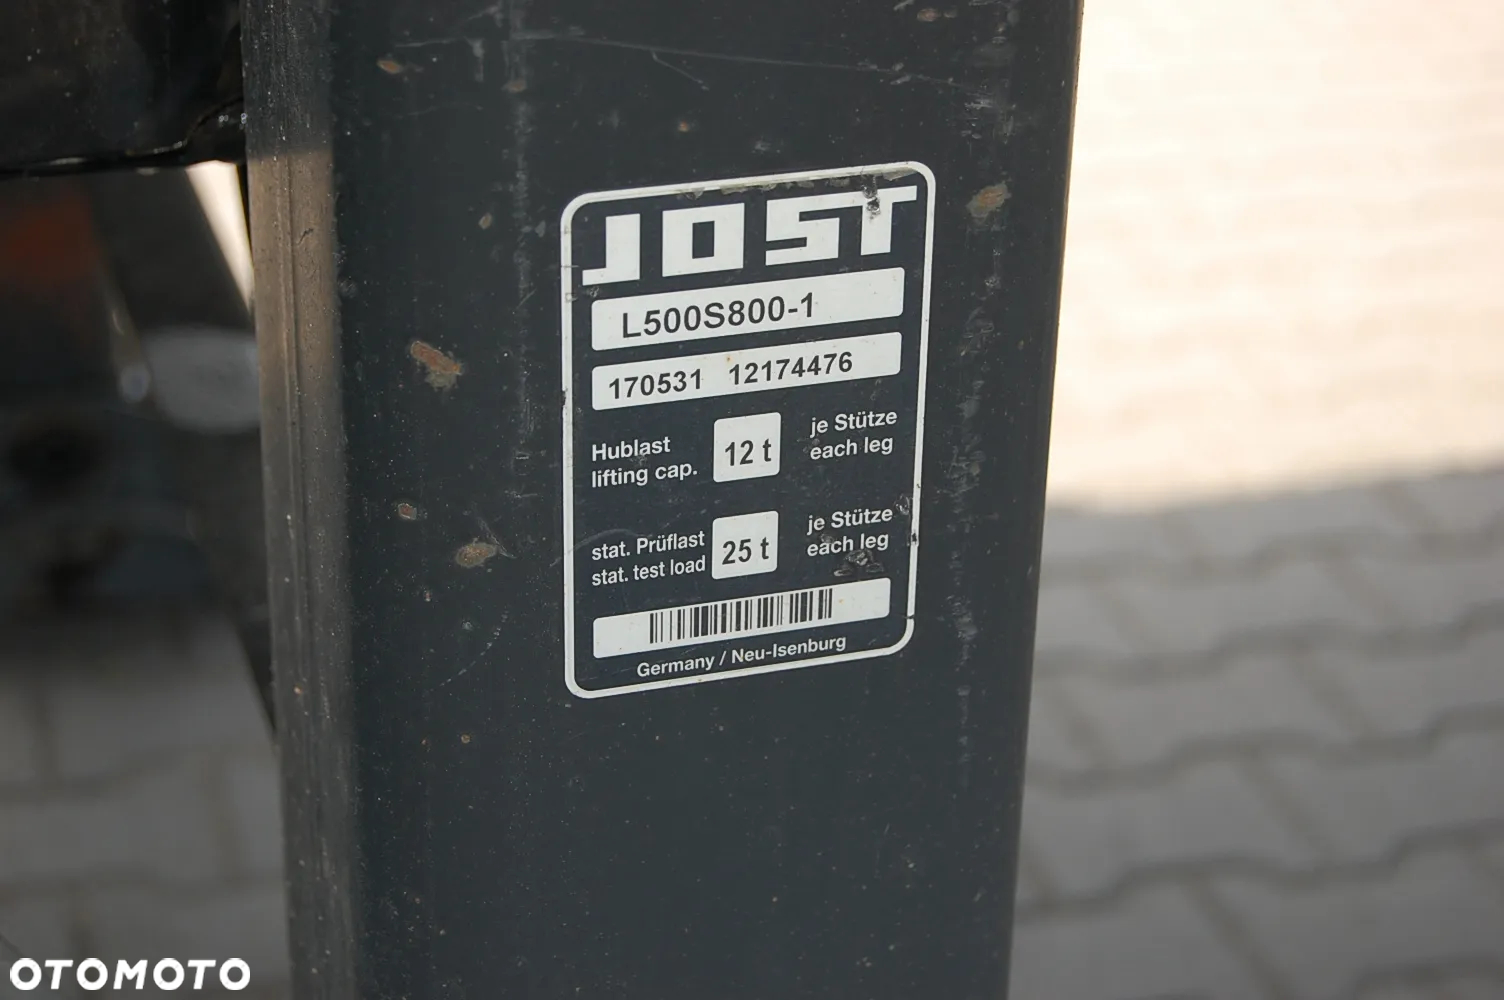 JOST
L500S800-1
170531 12174476
Hublast 12 t je Stütze
lifting cap. each leg
stat. Prüflast 25 t je Stütze
stat. test load each leg
Germany / Neu-Isenburg
OTOMOTO